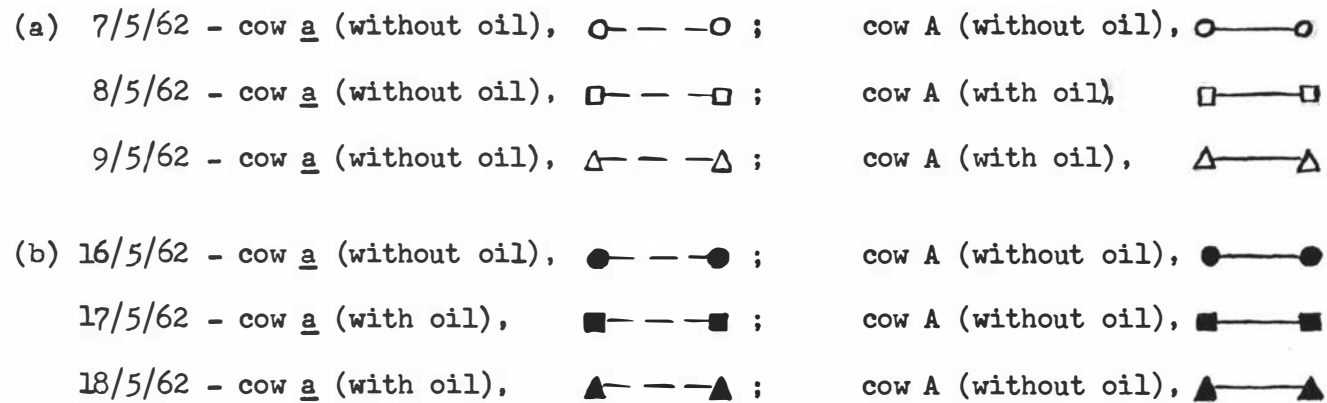 (a) 7/5/62 - cow a (without oil), ; cow A (without oil),
8/5/62 - cow a (without oil), ; cow A (with oil),
9/5/62 - cow a (without oil), ; cow A (with oil),
(b) 16/5/62 - cow a (without oil), ; cow A (without oil),
17/5/62 - cow a (with oil), ; cow A (without oil),
18/5/62 - cow a (with oil), ; cow A (without oil),